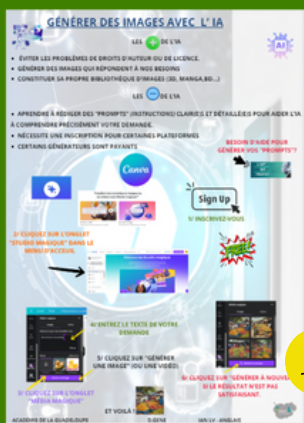 GÉNÉRER DES IMAGES AVEC L' IA
LES + DE L'IA
ÉVITER LES PROBLÈMES DE DROITS D'AUTEUR OU DE LICENCE.
GÉNÉRER DES IMAGES QUI RÉPONDENT À NOS BESOINS
CONSTITUER SA PROPRE BIBLIOTHÈQUE D'IMAGES (3D, MANGA,BD...)
LES - DE L'IA
APRENDRE À RÉDIGER DES "PROMPTS" (INSTRUCTIONS) CLAIR(E)S ET DÉTAILLÉ(E)S POUR AIDER L'IA
À COMPRENDRE PRÉCISÉMENT VOTRE DEMANDE.
NÉCESSITE UNE INSCRIPTION POUR CERTAINES PLATEFORMES
CERTAINS GÉNÉRATEURS SONT PAYANTS
BESOIN D'AIDE POUR
GÉNÉRER VOS "PROMPTS"?
Canva
Sign Up
1/ INSCRIVEZ-VOUS
2/ CLIQUEZ SUR L'ONGLET
"ÉTUDE MAGIQUE" DANS LE
MENU D'ACCEUIL
FREE!
4/ ENTREZ LE TEXTE DE VOTRE
DEMANDE
5/ CLIQUEZ SUR "GÉNÉRER
UNE IMAGE" (OU UNE VIDÉO)
3/ CLIQUEZ SUR L'ONGLET
"MÉDIA MAGIQUE"
6/ CLIQUEZ SUR "GÉNÉRER À NOUVEAU"
SI LE RÉSULTAT N'EST PAS
SATISFAISANT.
ET VOILÀ !
ACADÉMIE DE LA GUADELOUPE
IAN LV - ANGLAIS